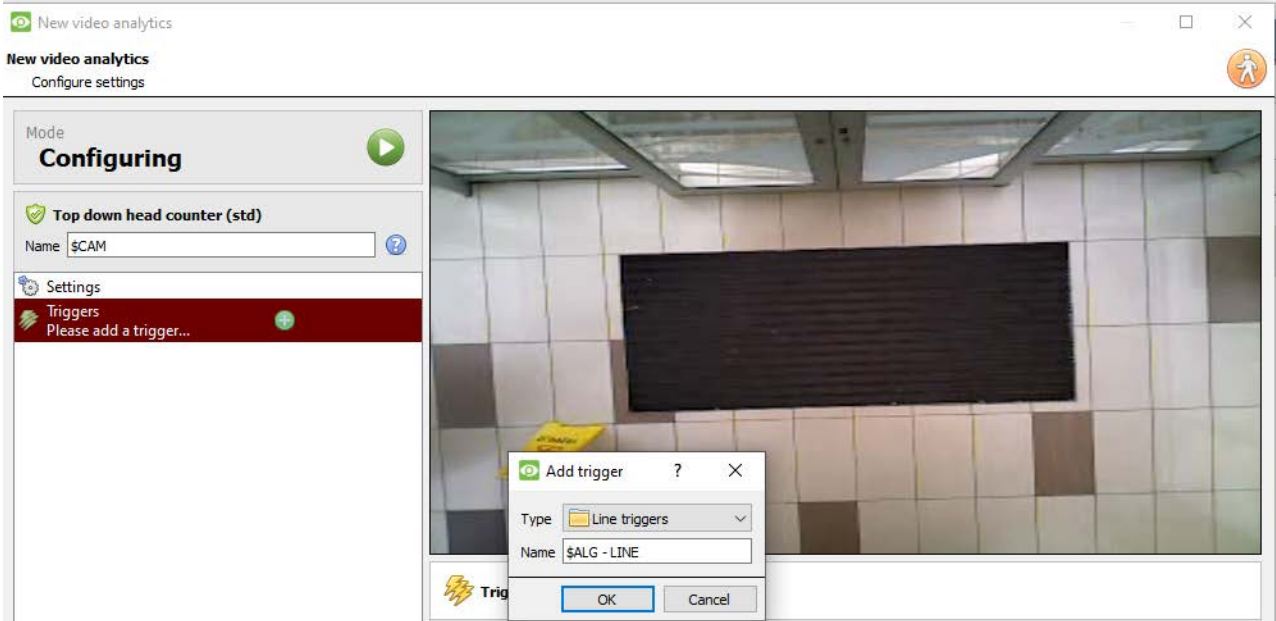 New video analytics
New video analytics
Configure settings
Mode
Configuring
Top down head counter (std)
Name $CAM
Settings
Triggers
Please add a trigger...
Add trigger
Type Line triggers
Name $ALG - LINE
OK Cancel
Trig